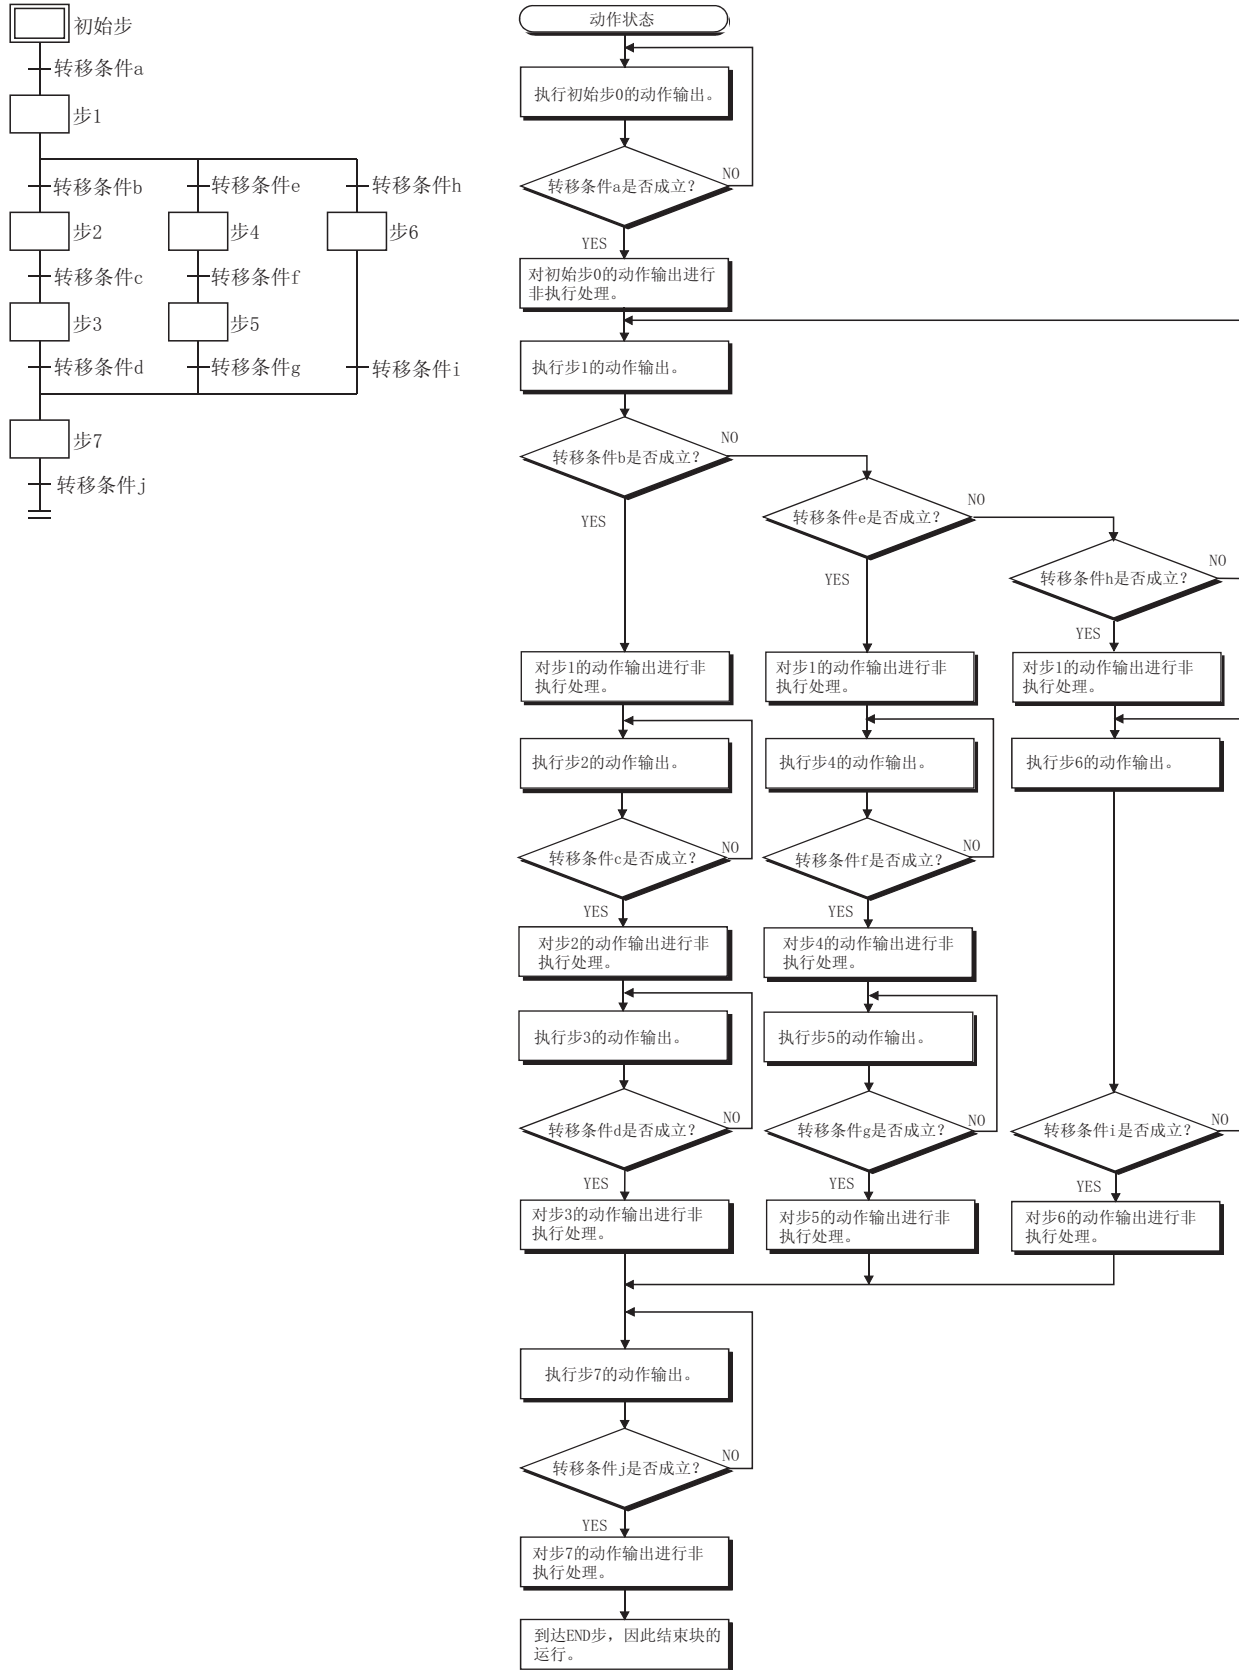 初始步
转移条件a
步1
转移条件b
转移条件e
转移条件h
步2
步4
步6
转移条件c
转移条件f
步3
步5
转移条件d
转移条件g
转移条件i
步7
转移条件j
动作状态
执行初始步0的动作输出。
转移条件a是否成立？
NO
YES
对初始步0的动作输出进行
非执行处理。
执行步1的动作输出。
转移条件b是否成立？
NO
YES
转移条件e是否成立？
NO
YES
转移条件h是否成立？
NO
YES
对步1的动作输出进行非
执行处理。
对步1的动作输出进行非
执行处理。
对步1的动作输出进行非
执行处理。
执行步2的动作输出。
执行步4的动作输出。
执行步6的动作输出。
转移条件c是否成立？
NO
转移条件f是否成立？
NO
YES
YES
对步2的动作输出进行非
执行处理。
对步4的动作输出进行非
执行处理。
执行步3的动作输出。
执行步5的动作输出。
转移条件d是否成立？
NO
转移条件g是否成立？
NO
转移条件i是否成立？
NO
YES
YES
YES
对步3的动作输出进行非
执行处理。
对步5的动作输出进行非
执行处理。
对步6的动作输出进行非
执行处理。
执行步7的动作输出。
转移条件j是否成立？
NO
YES
对步7的动作输出进行非
执行处理。
到达END步，因此结束块的
运行。